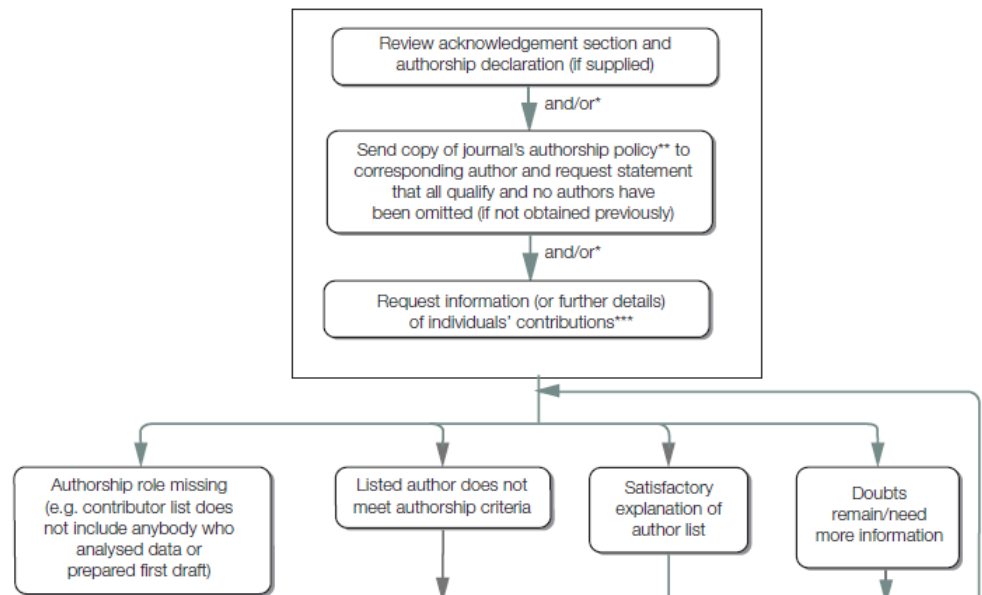 Review acknowledgement section and
authorship declaration (if supplied)
and/or*
Send copy of journal's authorship policy** to
corresponding author and request statement
that all qualify and no authors have
been omitted (if not obtained previously)
and/or*
Request information (or further details)
of individuals' contributions***
Authorship role missing
(e.g. contributor list does
not include anybody who
analysed data or
prepared first draft)
Listed author does not
meet authorship criteria
Satisfactory
explanation of
author list
Doubts
remain/need
more information